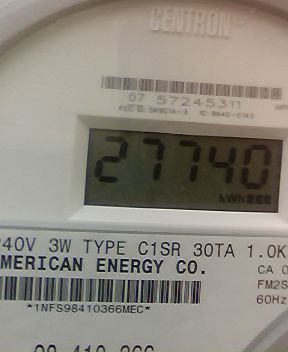 CENTRON®
07 57245311
27740
kWh
240V 3W TYPE C1SR 30TA 1.0K
MERICAN ENERGY CO.
CA 0
FM2S
*1NFS98410366MEC*
60Hz